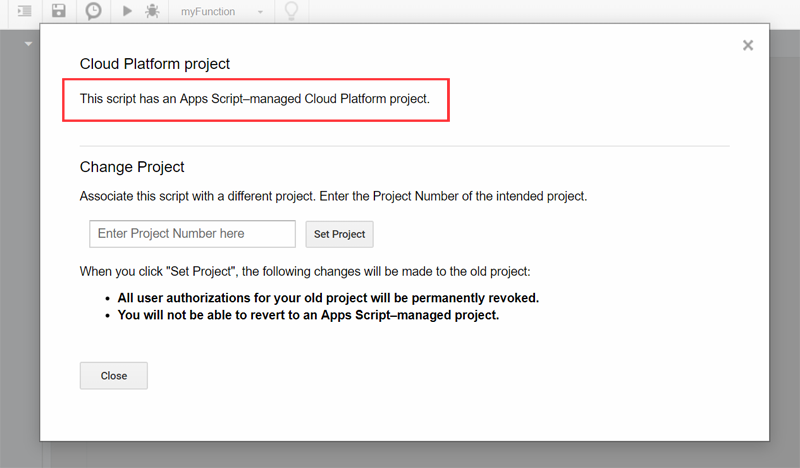 myFunction
Cloud Platform project
This script has an Apps Script–managed Cloud Platform project.
Change Project
Associate this script with a different project. Enter the Project Number of the intended project.
Enter Project Number here
Set Project
When you click "Set Project", the following changes will be made to the old project:
• All user authorizations for your old project will be permanently revoked.
• You will not be able to revert to an Apps Script–managed project.
Close